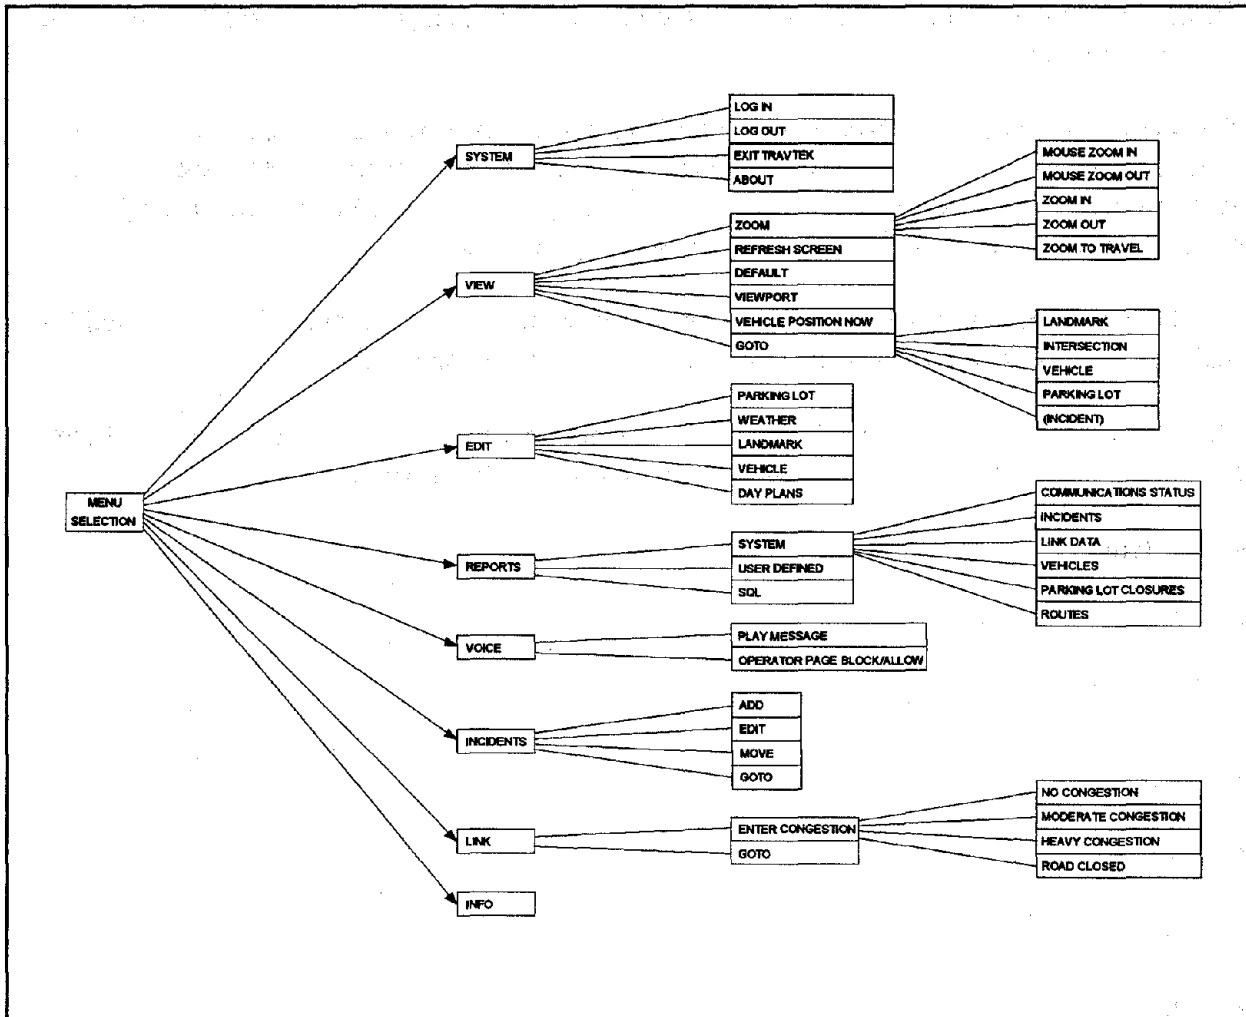 MENU
SELECTION
SYSTEM
LOG IN
LOG OUT
EXIT TRAVTEK
ABOUT
VIEW
ZOOM
REFRESH SCREEN
DEFAULT
VIEWPORT
VEHICLE POSITION NOW
GOTO
MOUSE ZOOM IN
MOUSE ZOOM OUT
ZOOM IN
ZOOM OUT
ZOOM TO TRAVEL
LANDMARK
INTERSECTION
VEHICLE
PARKING LOT
(INCIDENT)
EDIT
PARKING LOT
WEATHER
LANDMARK
VEHICLE
DAY PLANS
REPORTS
SYSTEM
USER DEFINED
SQL
COMMUNICATIONS STATUS
INCIDENTS
LINK DATA
VEHICLES
PARKING LOT CLOSURES
ROUTES
VOICE
PLAY MESSAGE
OPERATOR PAGE BLOCK/ALLOW
INCIDENTS
ADD
EDIT
MOVE
GOTO
LINK
ENTER CONGESTION
GOTO
NO CONGESTION
MODERATE CONGESTION
HEAVY CONGESTION
ROAD CLOSED
INFO